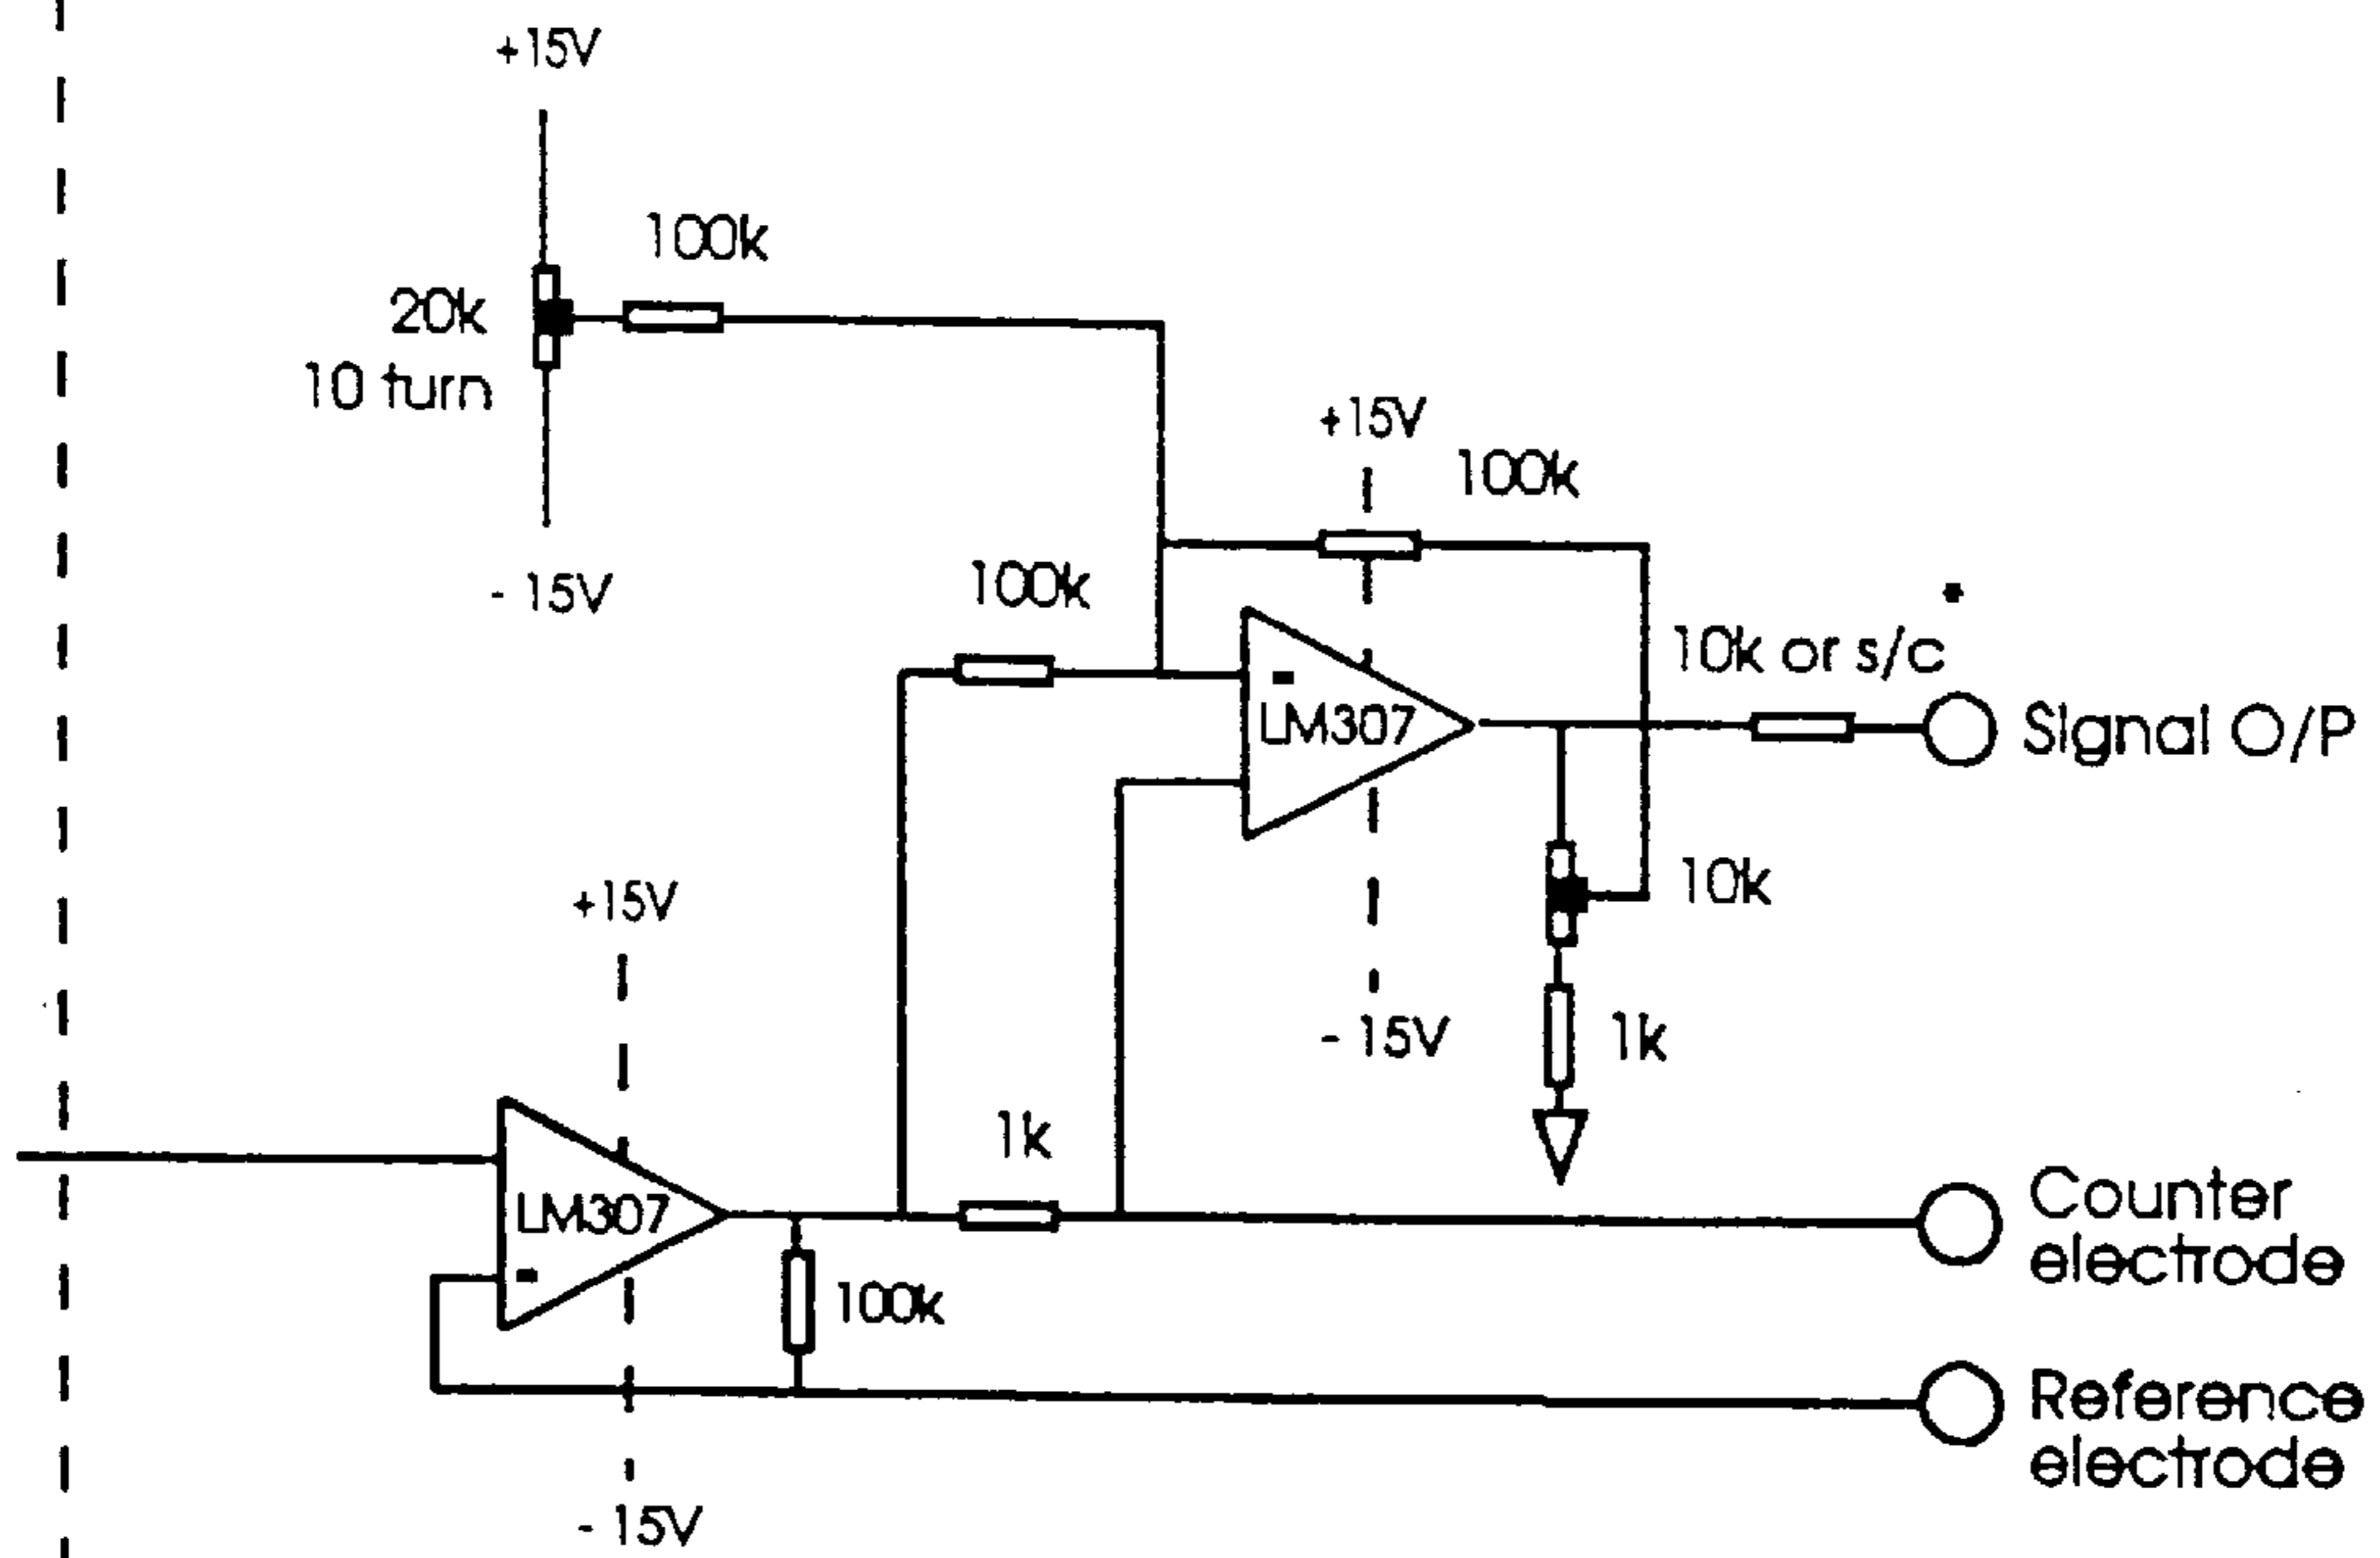 +15V
100k
20k
10 turn
- 15V
+15V
100k
100k
10k or s/c
-
LM307
Signal O/P
+15V
10k
- 15V
1k
1k
LM307
-
Counter
electrode
100k
Reference
electrode
- 15V